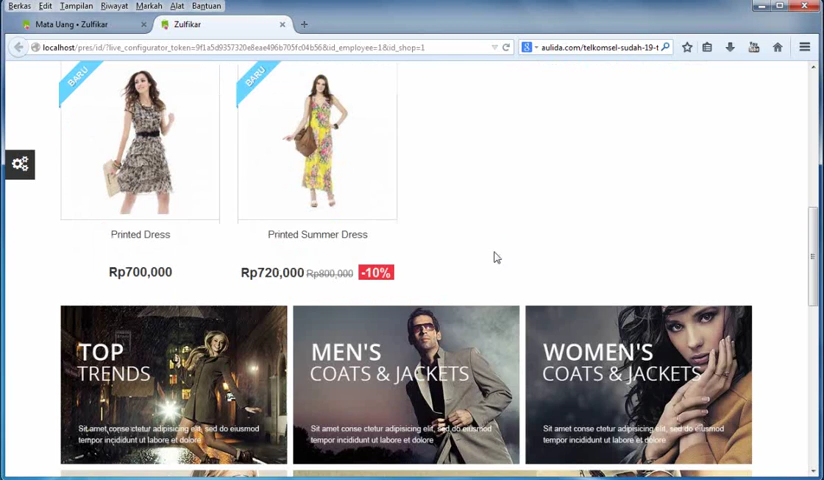 Berkas Edit Tampilan Riwayat Markah Alat Bantuan
Mata Uang • Zulfikar
Zulfikar
localhost/pres/id/?live_configurator_token=9f1a5d9357320e8eae496b705fc04b56&id_employee=1&id_shop=1
aulida.com/telkomsel-sudah-19-t
BARU
BARU
Printed Dress
Printed Summer Dress
Rp700,000
Rp720,000 Rp800,000 -10%
TOP
TRENDS
Sit amet conse ctetur adipisicing elit, sed do eiusmod
tempor incididunt ut labore et dolore
MEN'S
COATS & JACKETS
Sit amet conse ctetur adipisicing elit, sed do eiusmod
tempor incididunt ut labore et dolore
WOMEN'S
COATS & JACKETS
Sit amet conse ctetur adipisicing elit, sed do eiusmod
tempor incididunt ut labore et dolore